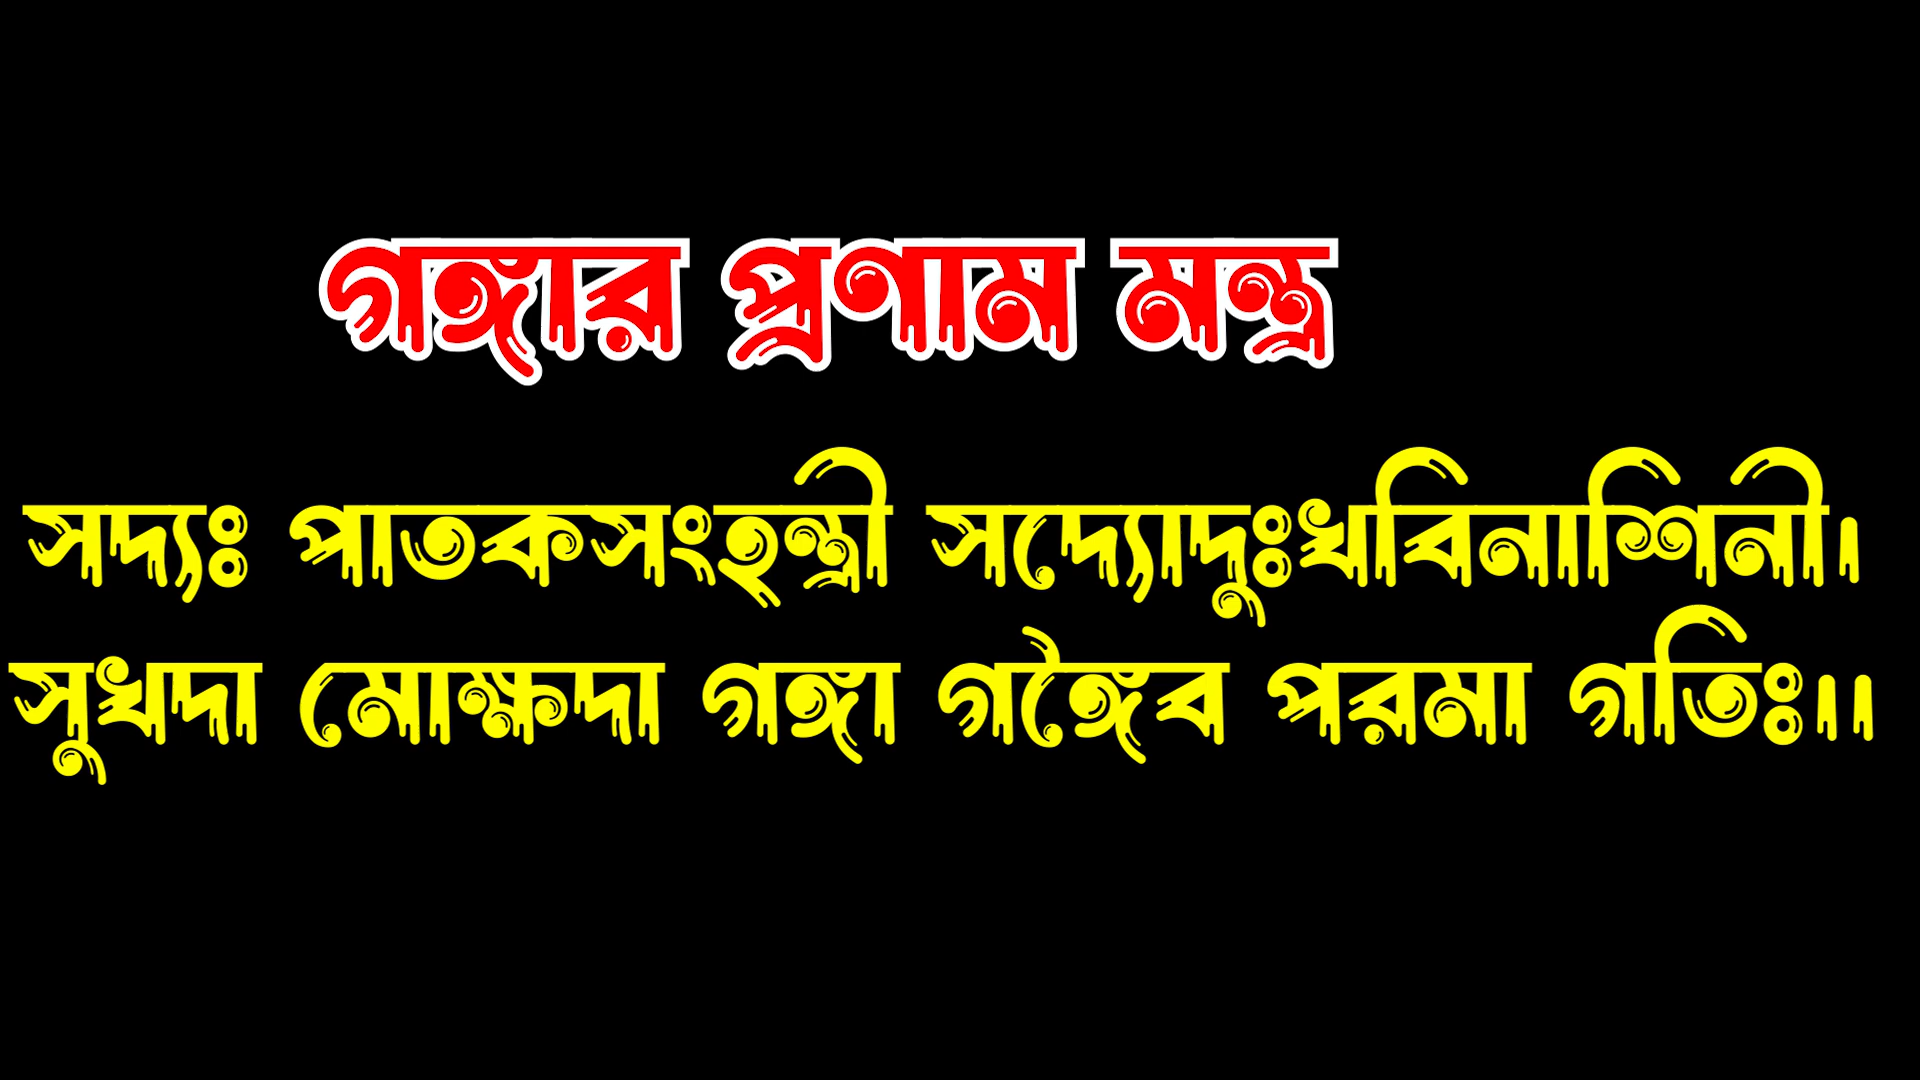 গঙ্গার প্রণাম মন্ত্র
সদ্যঃ পাতকসংহন্ত্রী সদ্যোদুঃখবিনাশিনী।
সুখদা মোক্ষদা গঙ্গা গঙ্গৈব পরমা গতিঃ।।